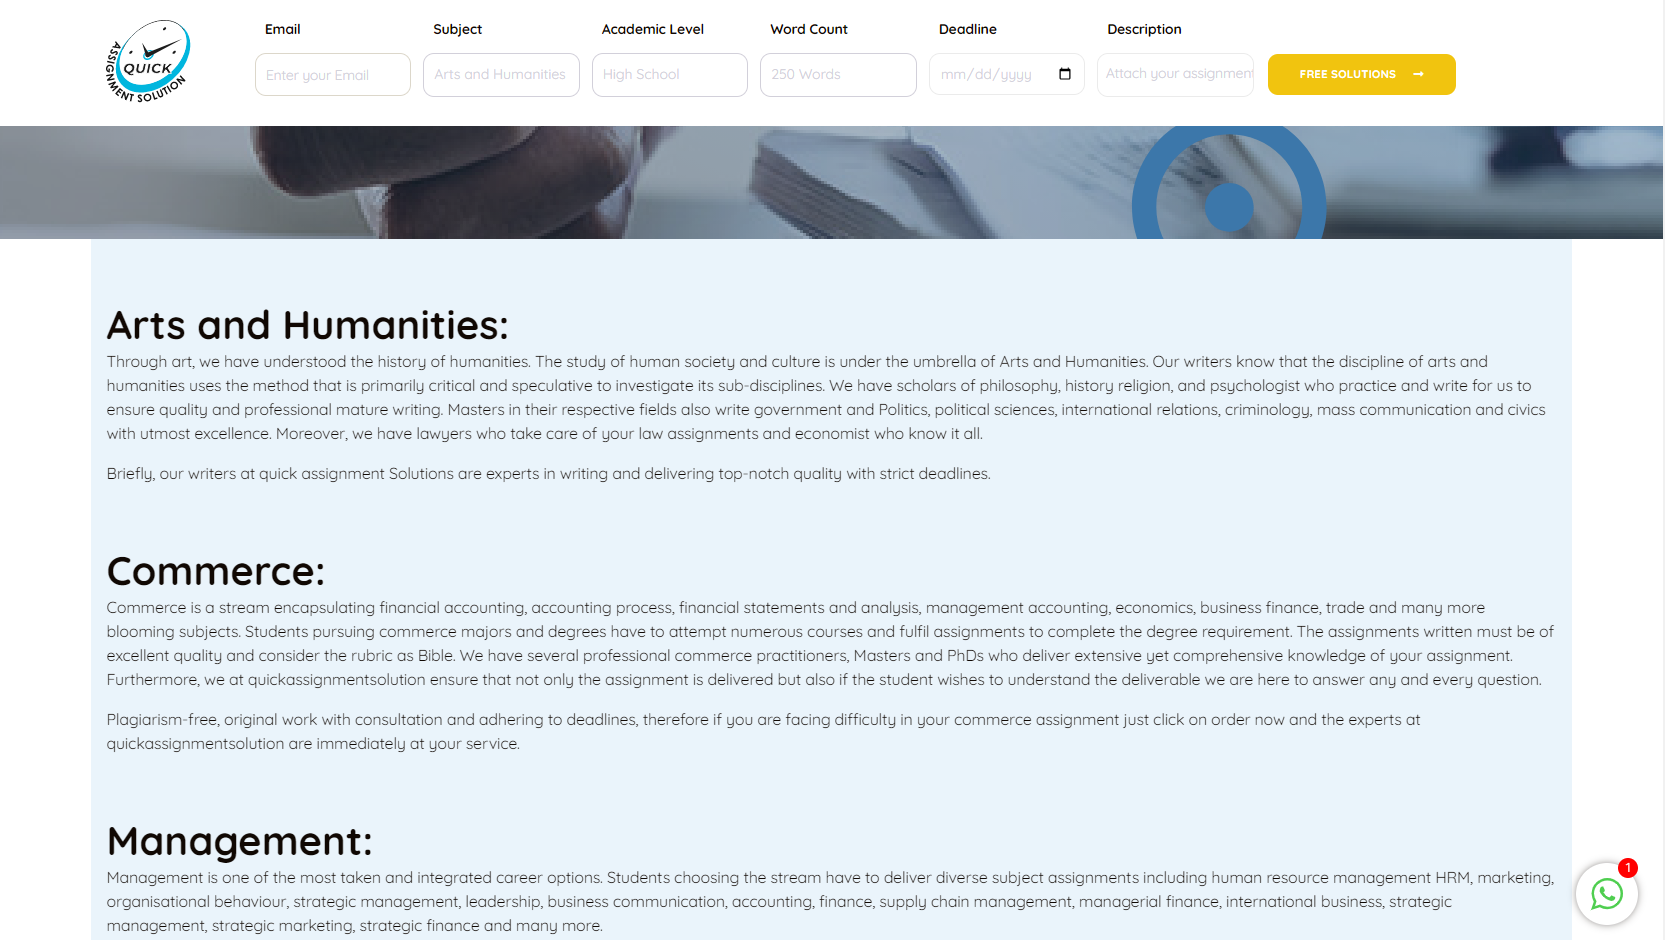 QUICK
ASSIGNMENT SOLUTION
Email
Subject
Academic Level
Word Count
Deadline
Description
Enter your Email
Arts and Humanities
High School
250 Words
mm/dd/yyyy
Attach your assignment
FREE SOLUTIONS
Arts and Humanities:
Through art, we have understood the history of humanities. The study of human society and culture is under the umbrella of Arts and Humanities. Our writers know that the discipline of arts and
humanities uses the method that is primarily critical and speculative to investigate its sub-disciplines. We have scholars of philosophy, history religion, and psychologist who practice and write for us to
ensure quality and professional mature writing. Masters in their respective fields also write government and Politics, political sciences, international relations, criminology, mass communication and civics
with utmost excellence. Moreover, we have lawyers who take care of your law assignments and economist who know it all.
Briefly, our writers at quick assignment Solutions are experts in writing and delivering top-notch quality with strict deadlines.
Commerce:
Commerce is a stream encapsulating financial accounting, accounting process, financial statements and analysis, management accounting, economics, business finance, trade and many more
blooming subjects. Students pursuing commerce majors and degrees have to attempt numerous courses and fulfil assignments to complete the degree requirement. The assignments written must be of
excellent quality and consider the rubric as Bible. We have several professional commerce practitioners, Masters and PhDs who deliver extensive yet comprehensive knowledge of your assignment.
Furthermore, we at quickassignmentsolution ensure that not only the assignment is delivered but also if the student wishes to understand the deliverable we are here to answer any and every question.
Plagiarism-free, original work with consultation and adhering to deadlines, therefore if you are facing difficulty in your commerce assignment just click on order now and the experts at
quickassignmentsolution are immediately at your service.
Management:
Management is one of the most taken and integrated career options. Students choosing the stream have to deliver diverse subject assignments including human resource management HRM, marketing,
organisational behaviour, strategic management, leadership, business communication, accounting, finance, supply chain management, managerial finance, international business, strategic
management, strategic marketing, strategic finance and many more.
1